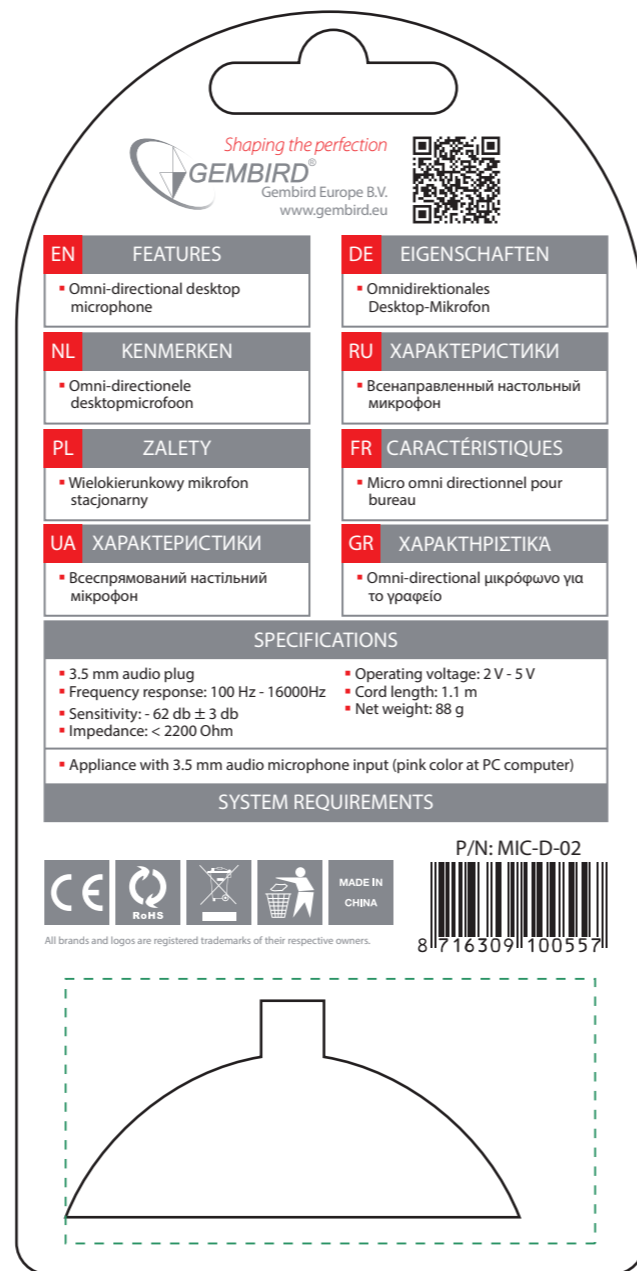 Shaping the perfection
GEMBIRD®
Gembird Europe B.V.
www.gembird.eu
EN FEATURES
▪ Omni-directional desktop
microphone
DE EIGENSCHAFTEN
▪ Omnidirektionales
Desktop-Mikrofon
NL KENMERKEN
▪ Omni-directionele
desktopmicrofoon
RU ХАРАКТЕРИСТИКИ
▪ Всенаправленный настольный
микрофон
PL ZALETY
▪ Wielokierunkowy mikrofon
stacjonarny
FR CARACTÉRISTIQUES
▪ Micro omni directionnel pour
bureau
UA ХАРАКТЕРИСТИКИ
▪ Всеспрямований настільний
мікрофон
GR ΧΑΡΑΚΤΗΡΙΣΤΙΚΆ
▪ Omni-directional μικρόφωνο για
το γραφείο
SPECIFICATIONS
▪ 3.5 mm audio plug
▪ Frequency response: 100 Hz - 16000Hz
▪ Sensitivity: - 62 db ± 3 db
▪ Impedance: < 2200 Ohm
▪ Operating voltage: 2 V - 5 V
▪ Cord length: 1.1 m
▪ Net weight: 88 g
▪ Appliance with 3.5 mm audio microphone input (pink color at PC computer)
SYSTEM REQUIREMENTS
P/N: MIC-D-02
CE
RoHS
MADE IN
CHINA
All brands and logos are registered trademarks of their respective owners.
8 716309 100557